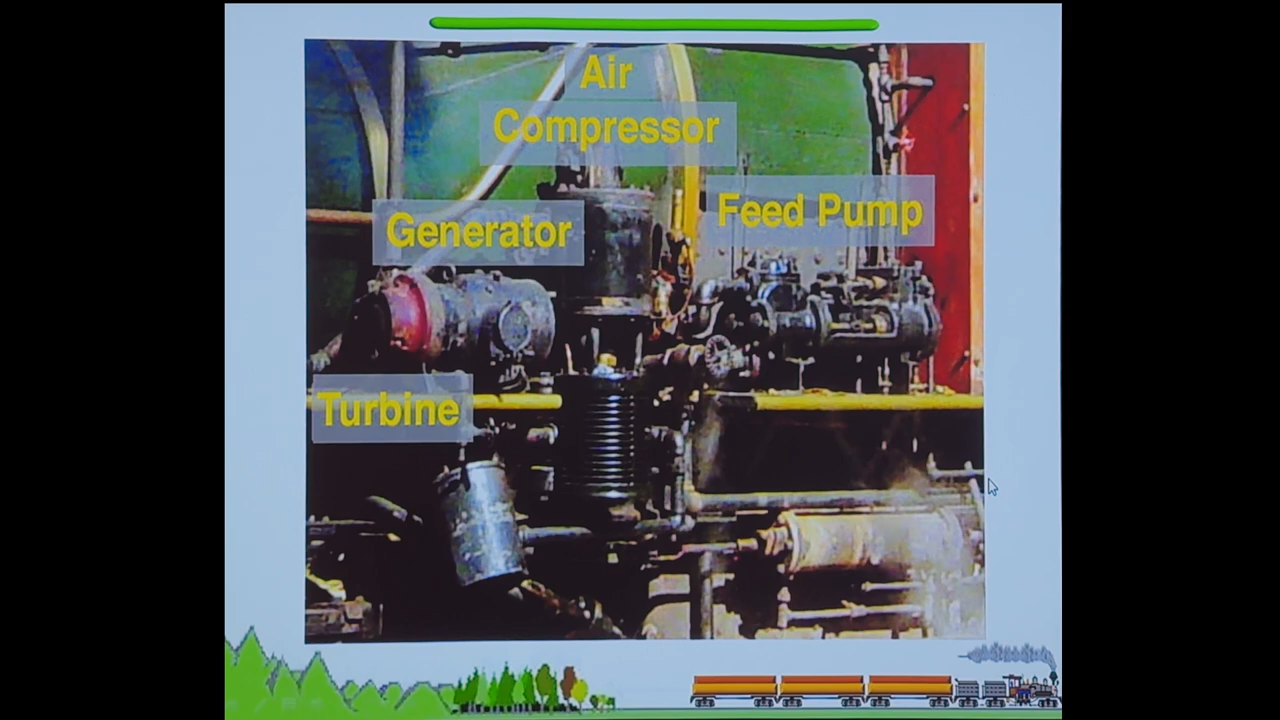 Air
Compressor
Generator
Feed Pump
Turbine